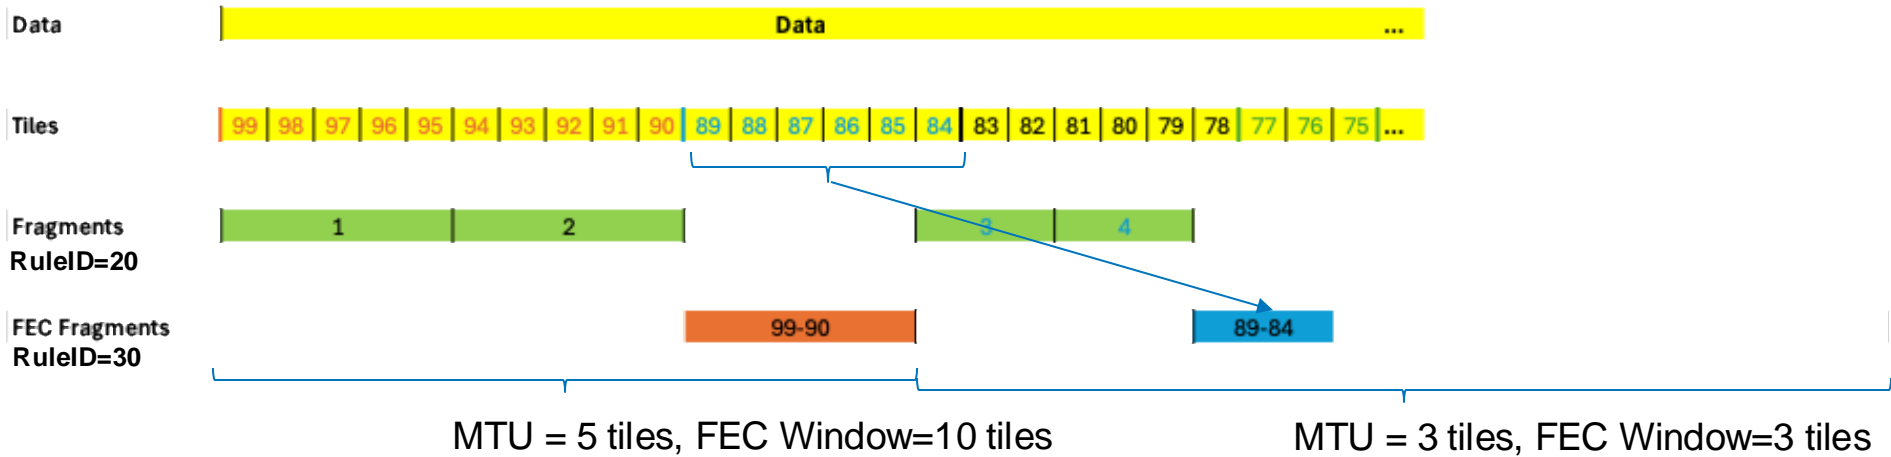 Data Data ...
Tiles 99 98 97 96 95 94 93 92 91 90 89 88 87 86 85 84 83 82 81 80 79 78 77 76 75 ...
Fragments 1 2 3 4
RuleID=20
FEC Fragments 99-90 89-84
RuleID=30
MTU = 5 tiles, FEC Window=10 tiles MTU = 3 tiles, FEC Window=3 tiles